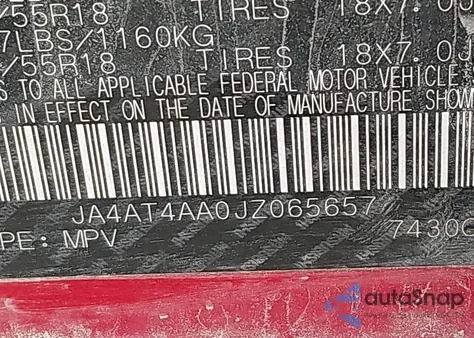 /55R18 TIRES 18X7.0J
7LBS/1160KG
/55R18 TIRES 18X7.0J
S TO ALL APPLICABLE FEDERAL MOTOR VEHICLE
IN EFFECT ON THE DATE OF MANUFACTURE SHOW
JA4AT4AA0JZ065657
PE: MPV 7430
autoSnap